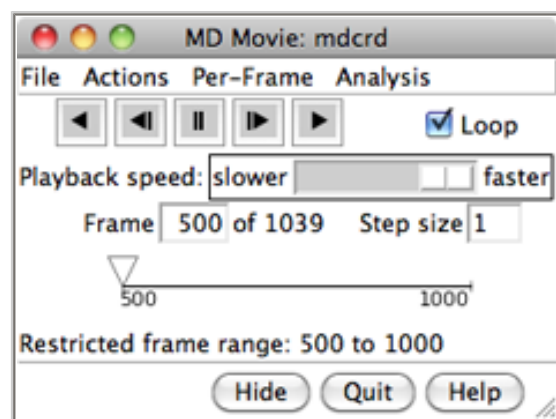 MD Movie: mdcrd
File Actions Per-Frame Analysis
Loop
Playback speed: slower faster
Frame 500 of 1039 Step size 1
500 1000
Restricted frame range: 500 to 1000
Hide Quit Help